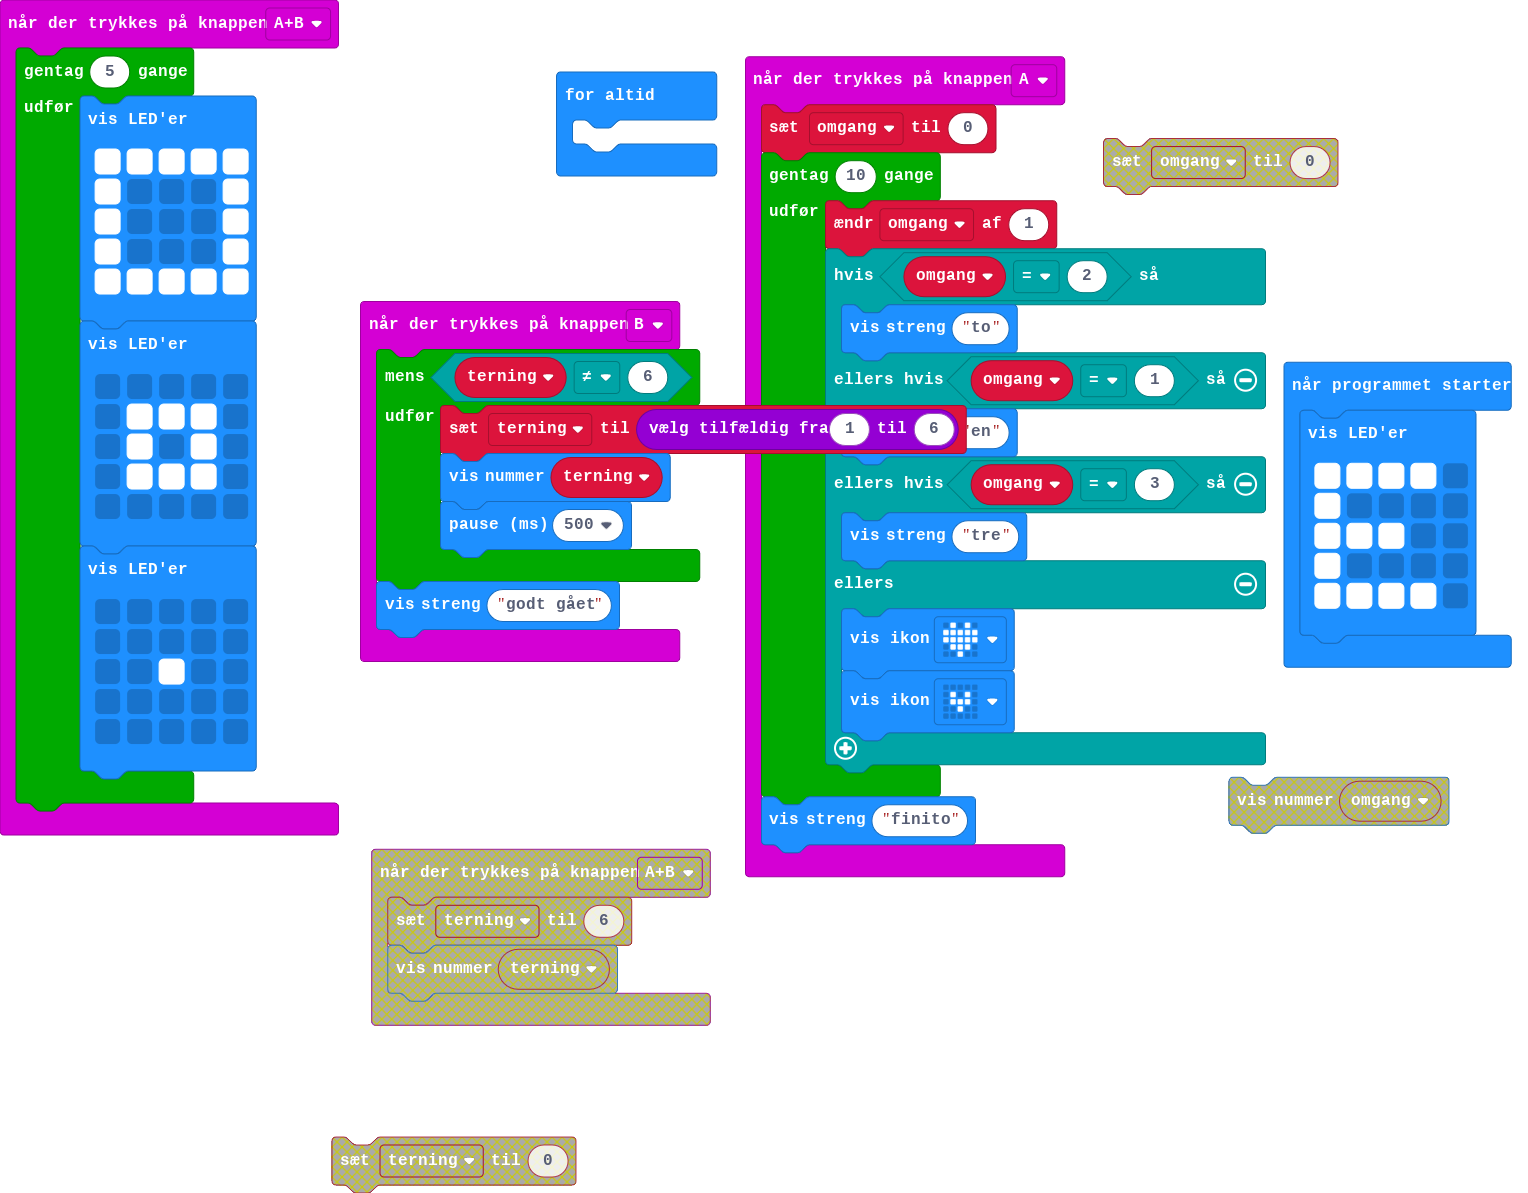 når der trykkes på knappen A+B
gentag 5 gange
udfør
vis LED'er
vis LED'er
vis LED'er
for altid
når der trykkes på knappen B
mens terning ≠ 6
udfør
sæt terning til vælg tilfældig fra 1 til 6
vis nummer terning
pause (ms) 500
vis streng "godt gået"
når der trykkes på knappen A+B
sæt terning til 6
vis nummer terning
sæt terning til 0
når der trykkes på knappen A
sæt omgang til 0
gentag 10 gange
udfør
ændr omgang af 1
hvis omgang = 2 så
vis streng "to"
ellers hvis omgang = 1 så
"en"
ellers hvis omgang = 3 så
vis streng "tre"
ellers
vis ikon
vis ikon
vis streng "finito"
sæt omgang til 0
når programmet starter
vis LED'er
vis nummer omgang